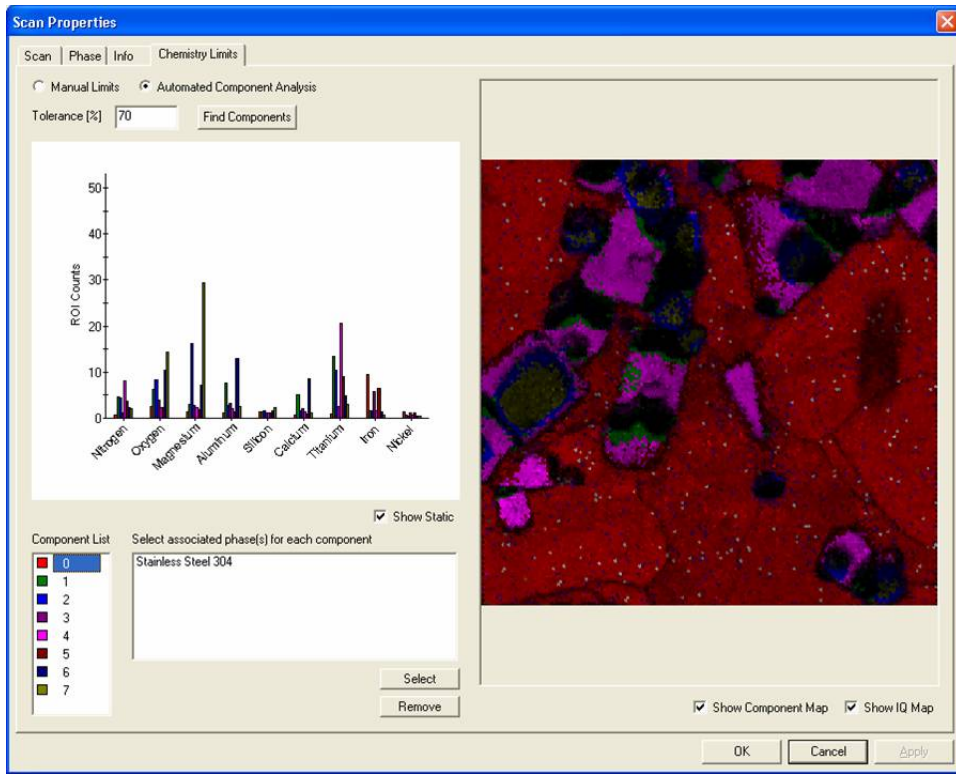 Scan Properties
Scan Phase Info Chemistry Limits
Manual Limits Automated Component Analysis
Tolerance [%] 70 Find Components
50
40
30
20
10
0
ROI Counts
Nitrogen Oxygen Magnesium Aluminum Silicon Calcium Titanium Iron Nickel
Show Static
Component List Select associated phase(s) for each component
0 Stainless Steel 304
1
2
3
4
5
6
7
Select
Remove
Show Component Map Show IQ Map
OK Cancel Apply